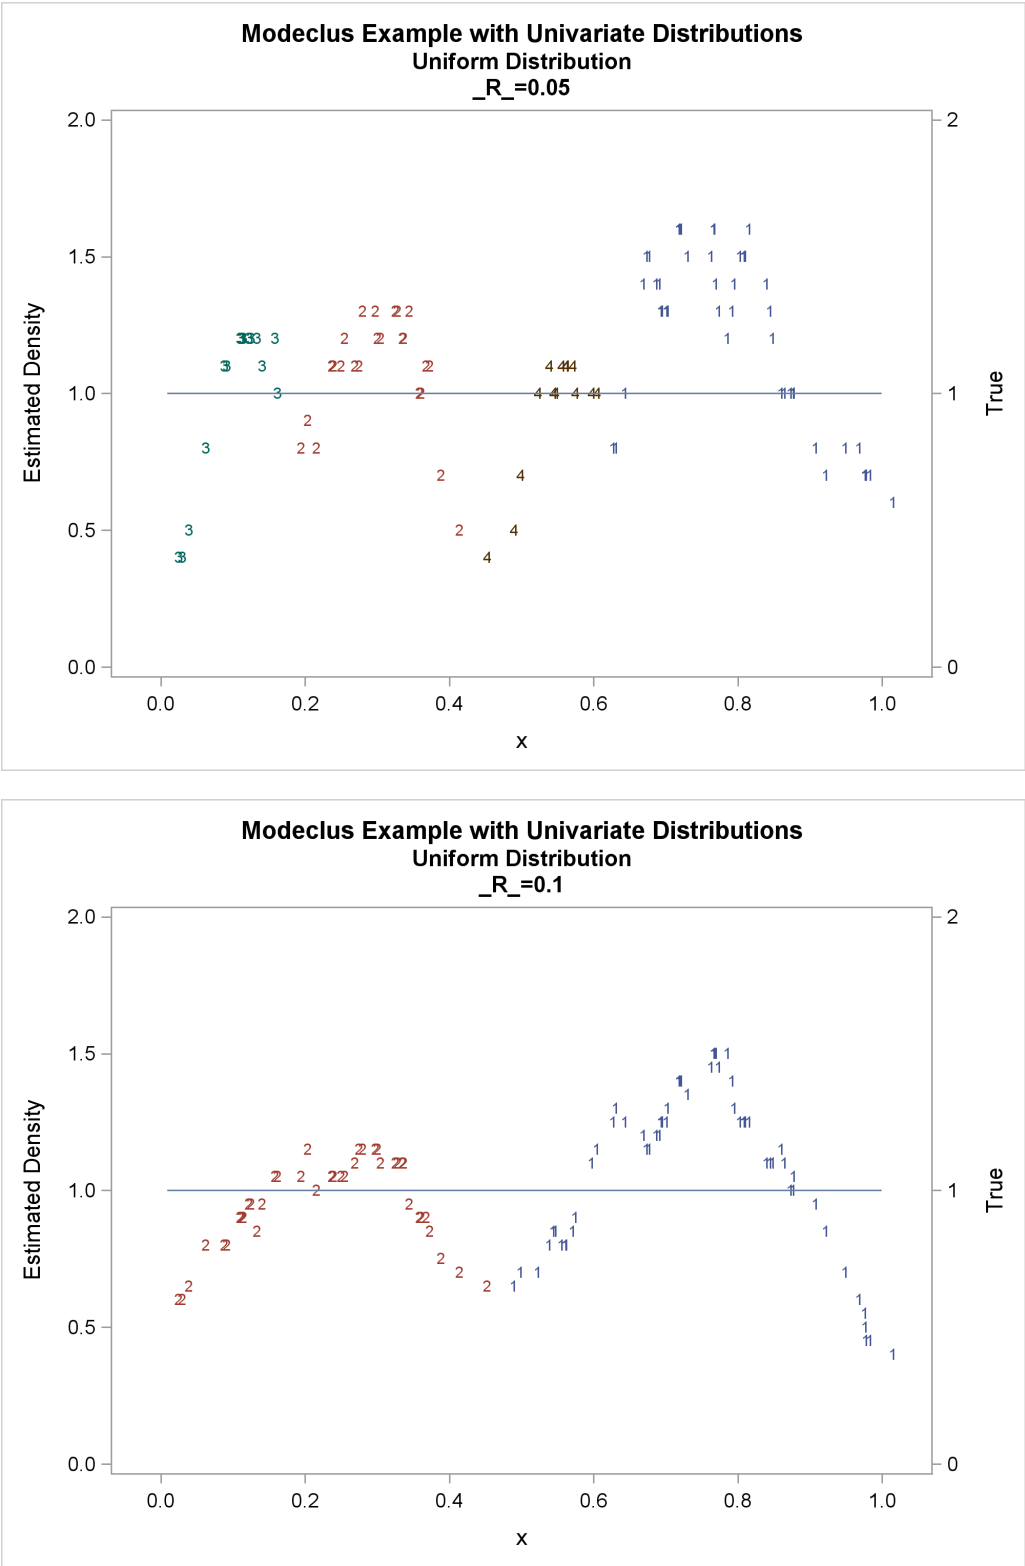 Modeclus Example with Univariate Distributions
Uniform Distribution
_R_=0.05
2.0
1.5
1.0
0.5
0.0
Estimated Density
2
1
0
True
0.0 0.2 0.4 0.6 0.8 1.0
x
Modeclus Example with Univariate Distributions
Uniform Distribution
_R_=0.1
2.0
1.5
1.0
0.5
0.0
Estimated Density
2
1
0
True
0.0 0.2 0.4 0.6 0.8 1.0
x